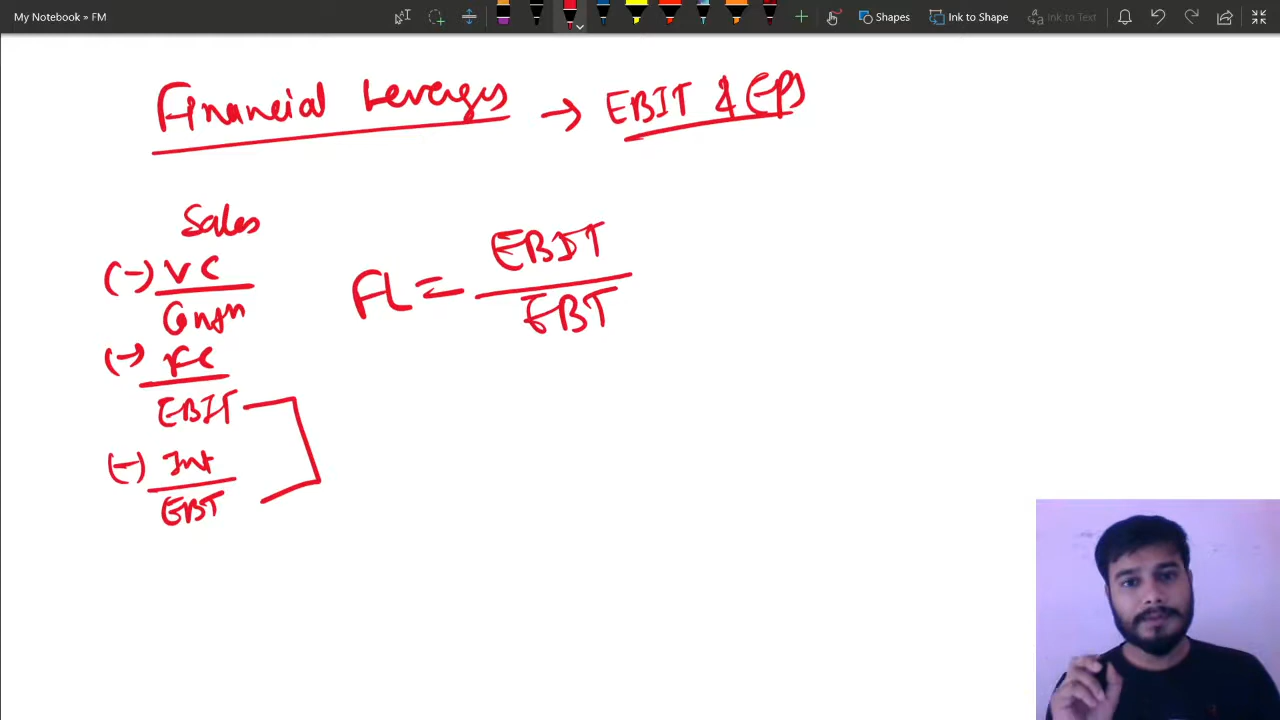 My Notebook » FM
Shapes
Ink to Shape
Ink to Text
Financial Leverages → EBIT & EPS
Sales
(-) VC
Contn
(-) FC
EBIT
(-) Int
EBT
FL = EBIT
EBT